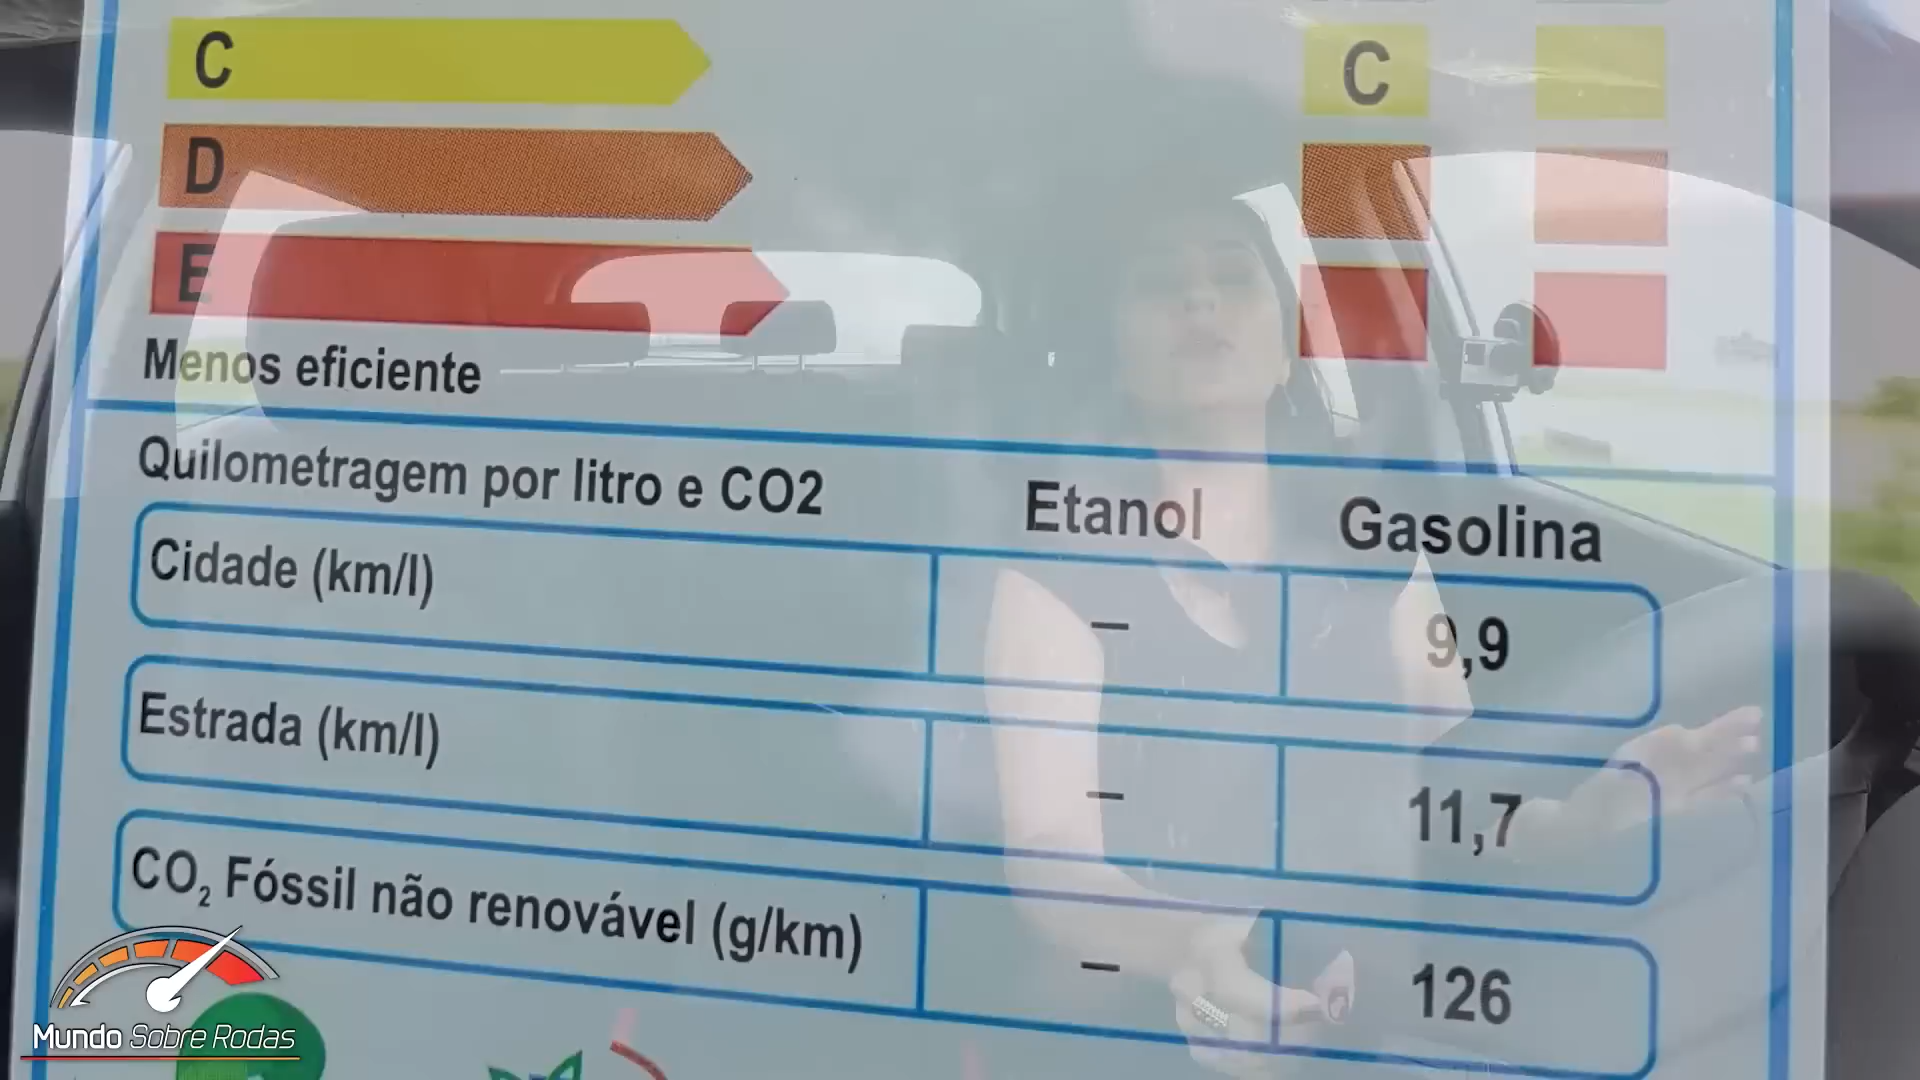 C C
D
E
Menos eficiente
Quilometragem por litro e CO2 Etanol Gasolina
Cidade (km/l) – 9,9
Estrada (km/l) – 11,7
CO₂ Fóssil não renovável (g/km) – 126
Mundo Sobre Rodas